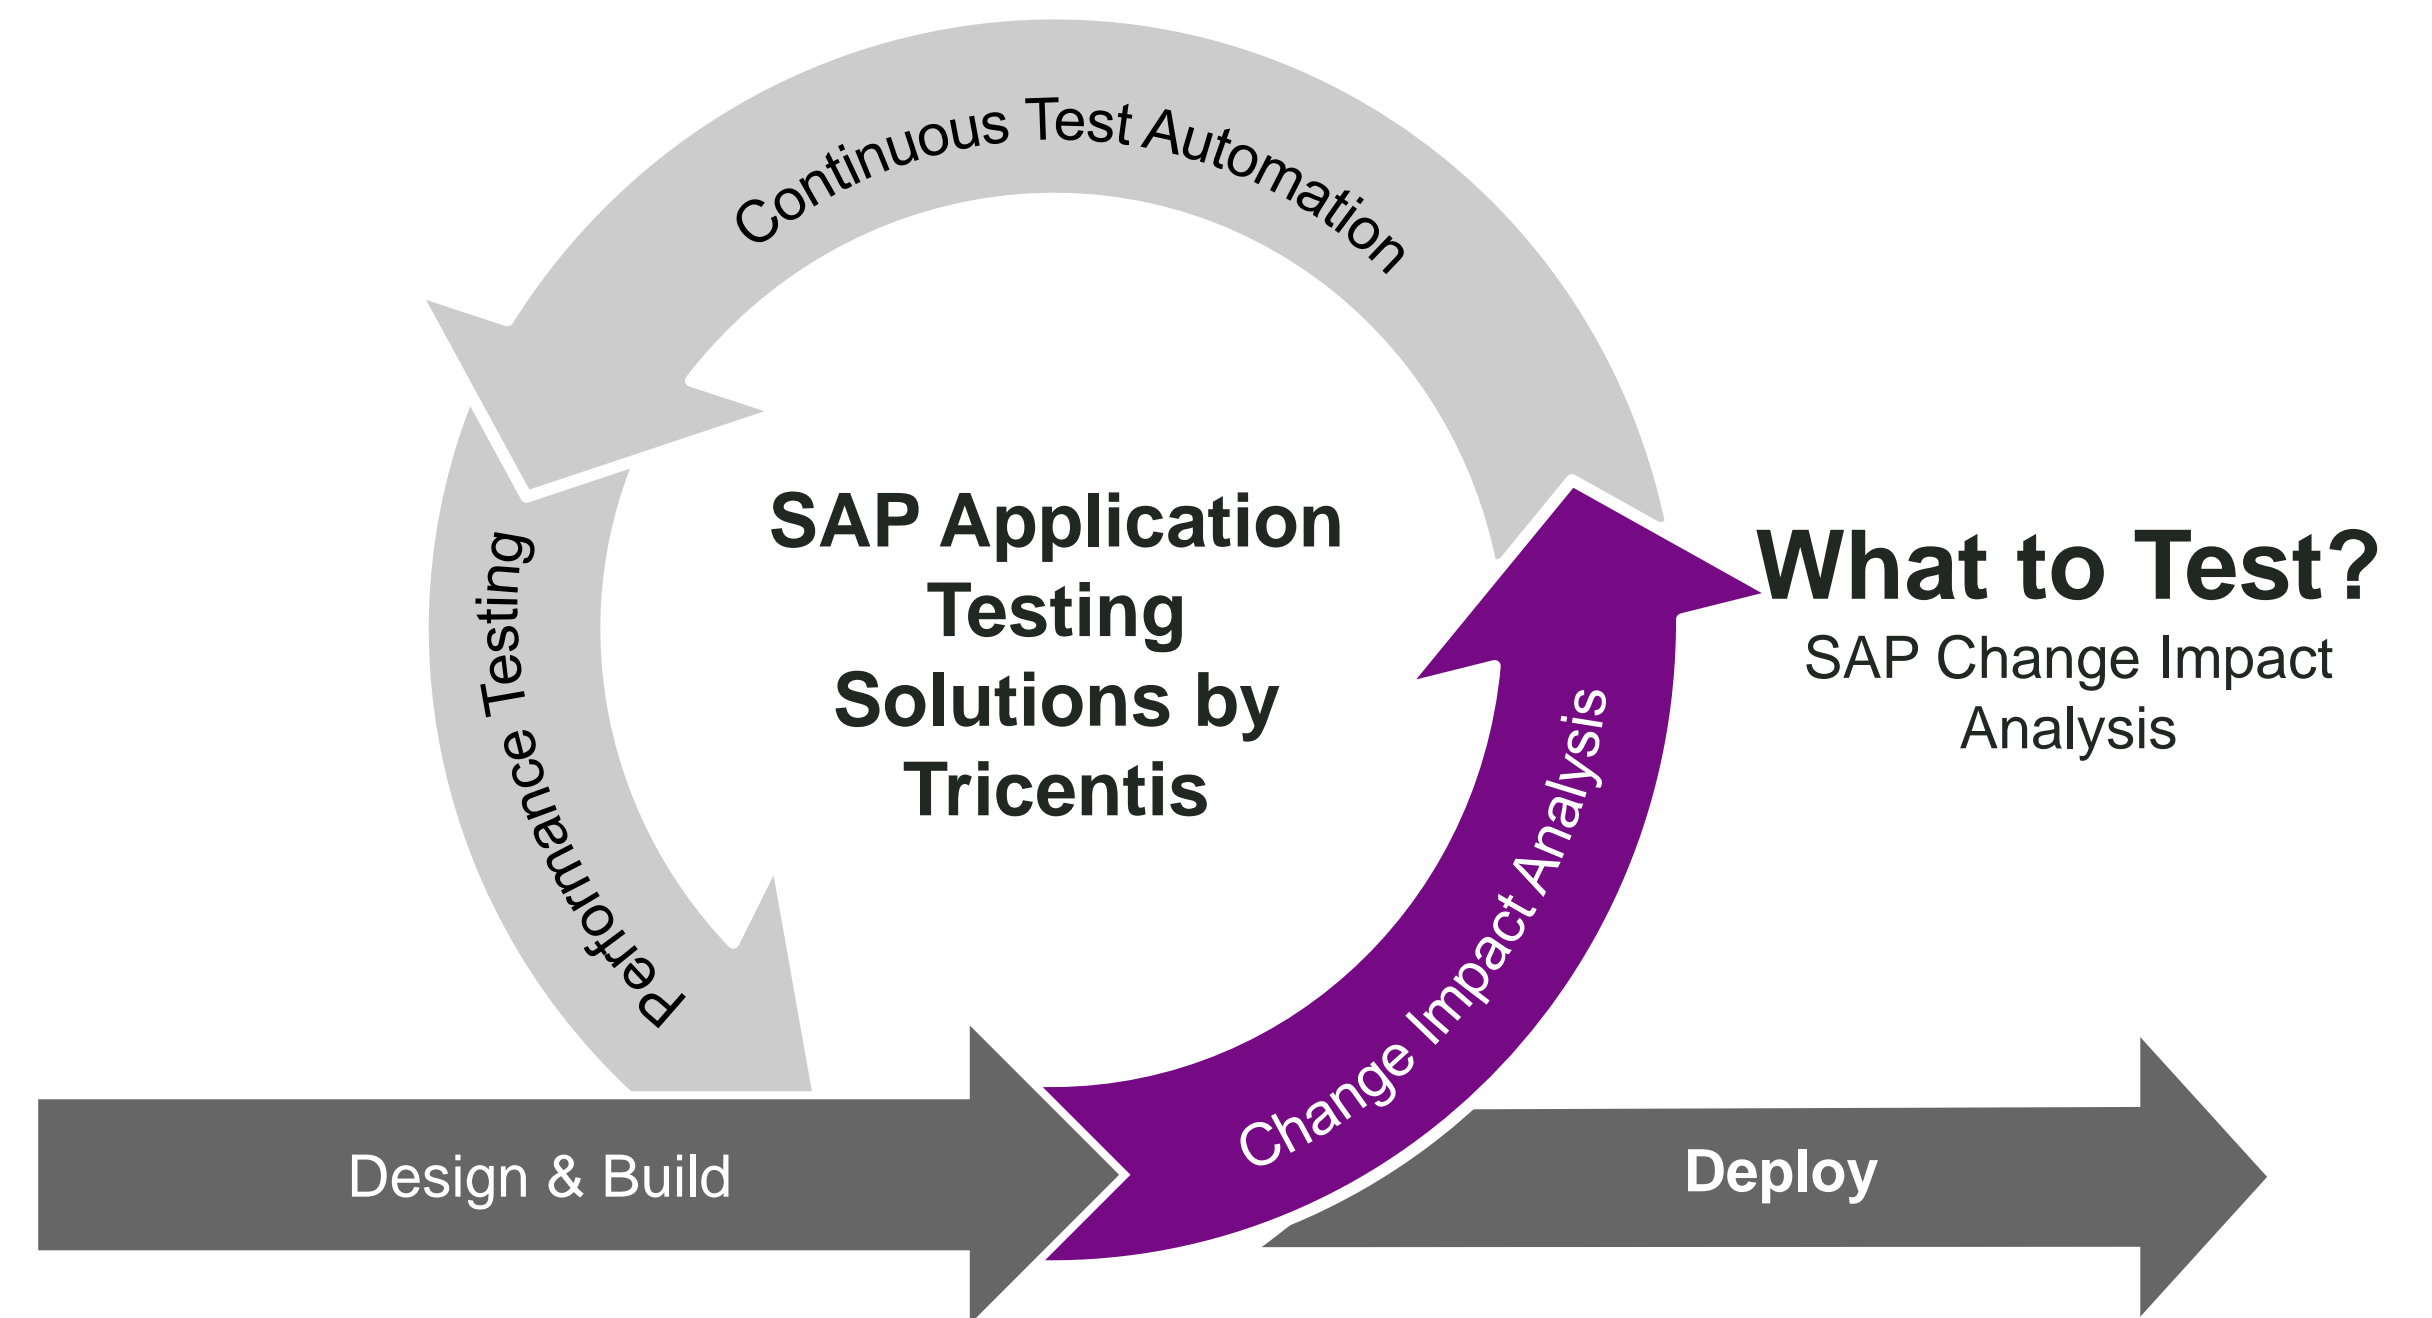 Continuous Test Automation
Performance Testing
SAP Application
Testing
Solutions by
Tricentis
What to Test?
SAP Change Impact
Analysis
Change Impact Analysis
Design & Build
Deploy